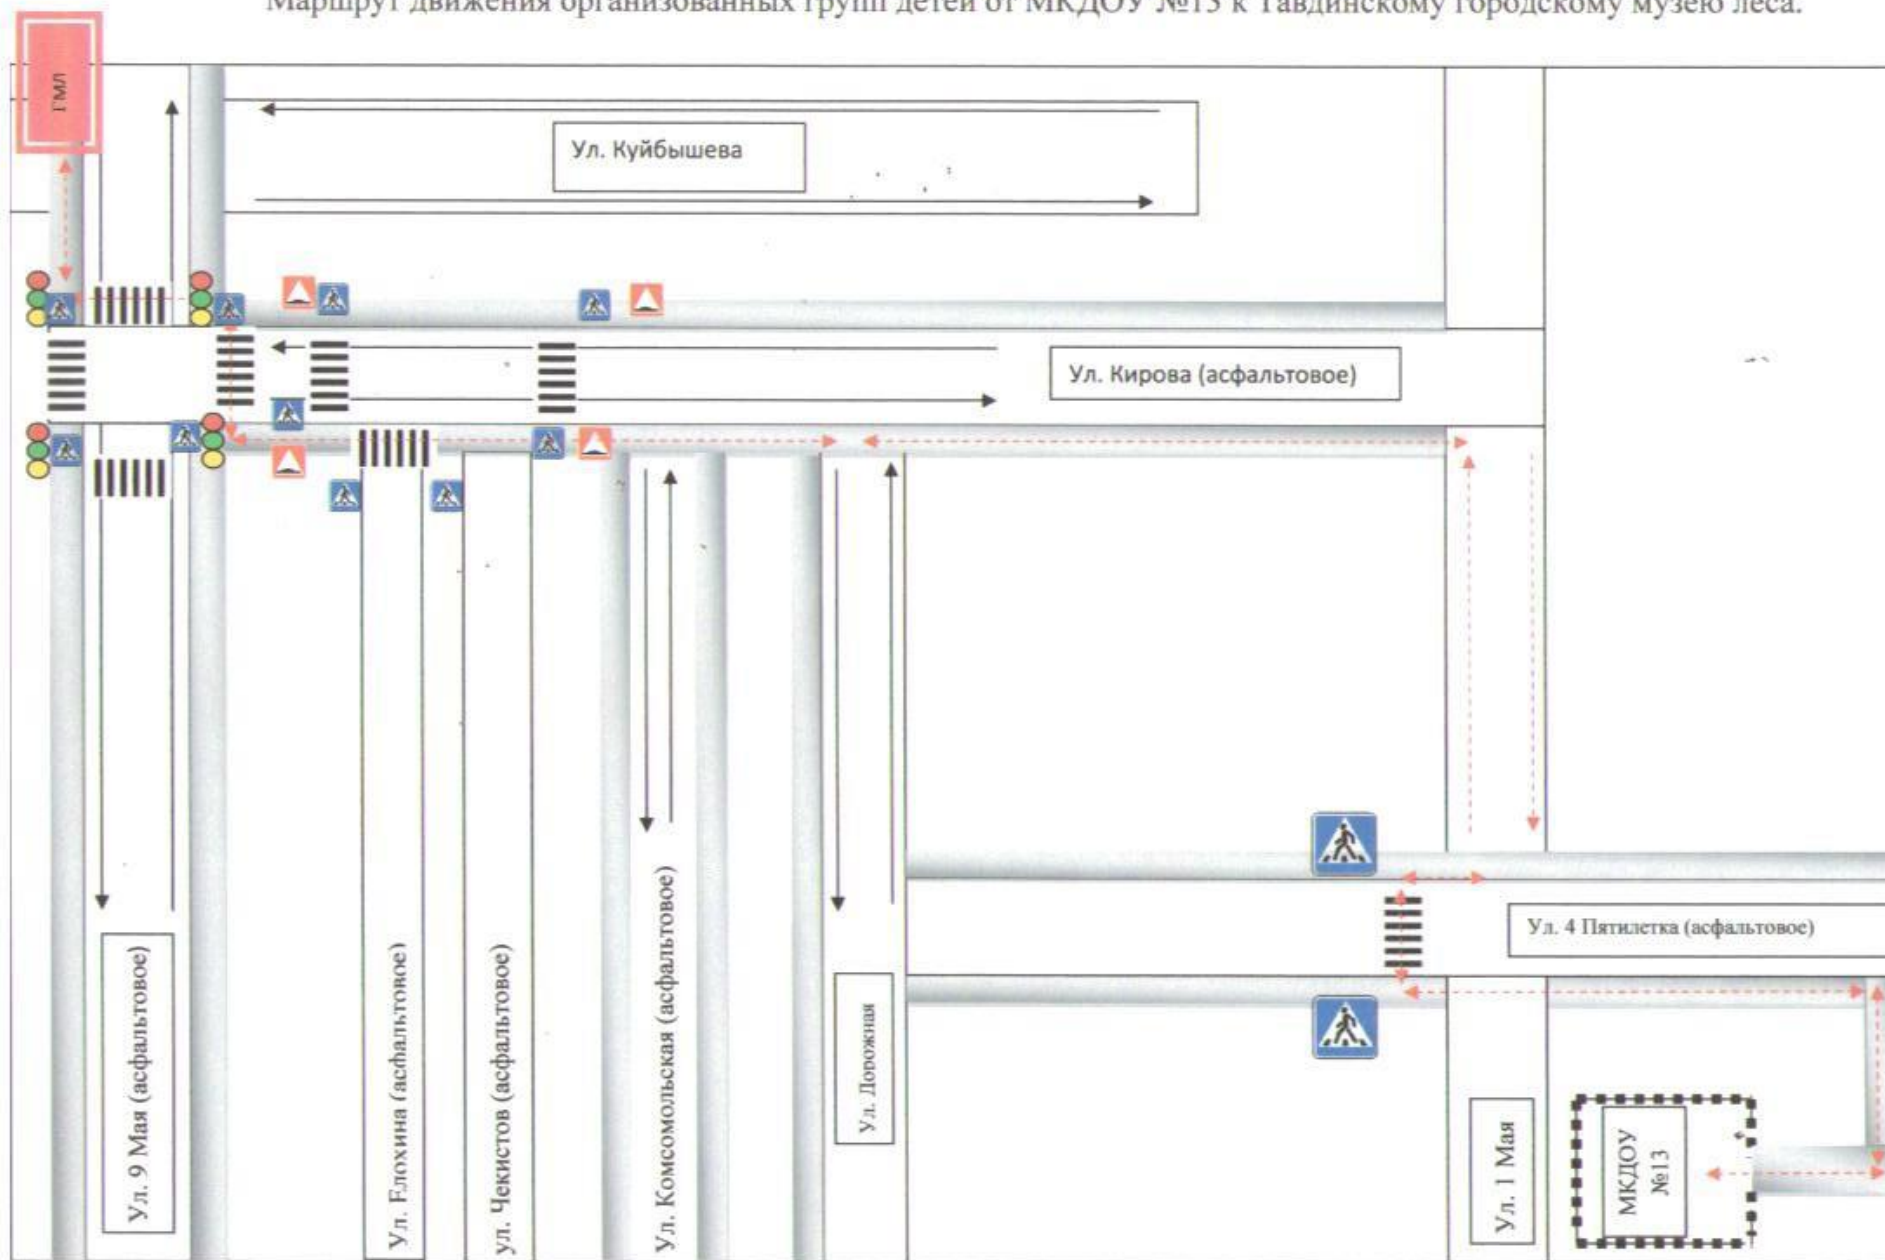 Маршрут движения организованных групп детей от МКДОУ №13 к Тавдинскому городскому музею леса.
ГМЛ
Ул. Куйбышева
Ул. Кирова (асфальтовое)
Ул. 4 Пятилетка (асфальтовое)
Ул. 9 Мая (асфальтовое)
Ул. Елохина (асфальтовое)
ул. Чекистов (асфальтовое)
Ул. Комсомольская (асфальтовое)
Ул. Дорожная
Ул. 1 Мая
МКДОУ
№13